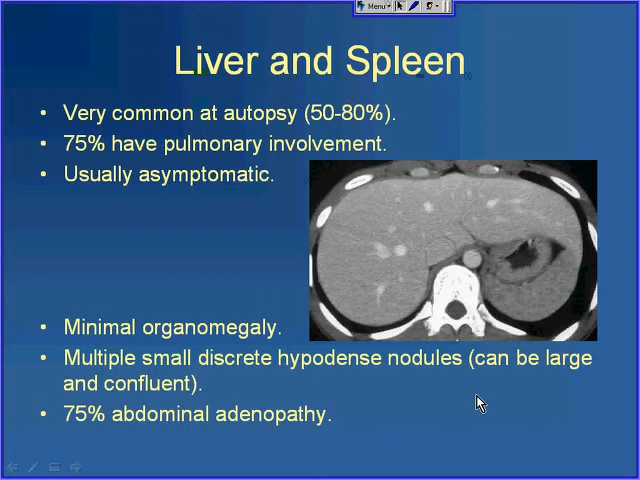 Menu
Liver and Spleen
• Very common at autopsy (50-80%).
• 75% have pulmonary involvement.
• Usually asymptomatic.
• Minimal organomegaly.
• Multiple small discrete hypodense nodules (can be large
and confluent).
• 75% abdominal adenopathy.